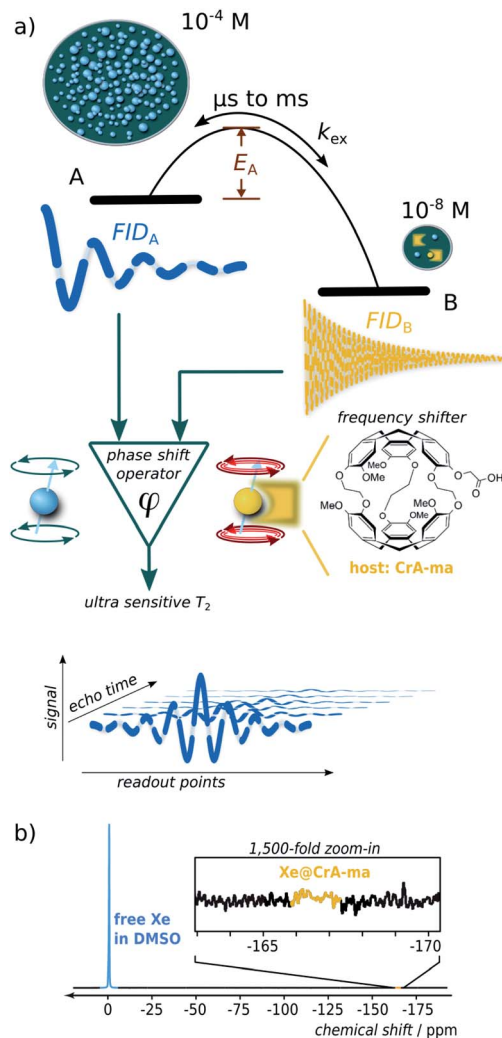 a)
10⁻⁴ M
μs to ms
k_ex
E_A
A
10⁻⁸ M
B
FID_A
FID_B
phase shift
operator
φ
frequency shifter
MeO
OMe
O
O
O
O
O
O
O
OH
MeO
OMe
MeO
OMe
host: CrA-ma
ultra sensitive T₂
signal
echo time
readout points
b)
1,500-fold zoom-in
Xe@CrA-ma
free Xe
in DMSO
-165
-170
0
-25
-50
-75
-100
-125
-150
-175
chemical shift / ppm